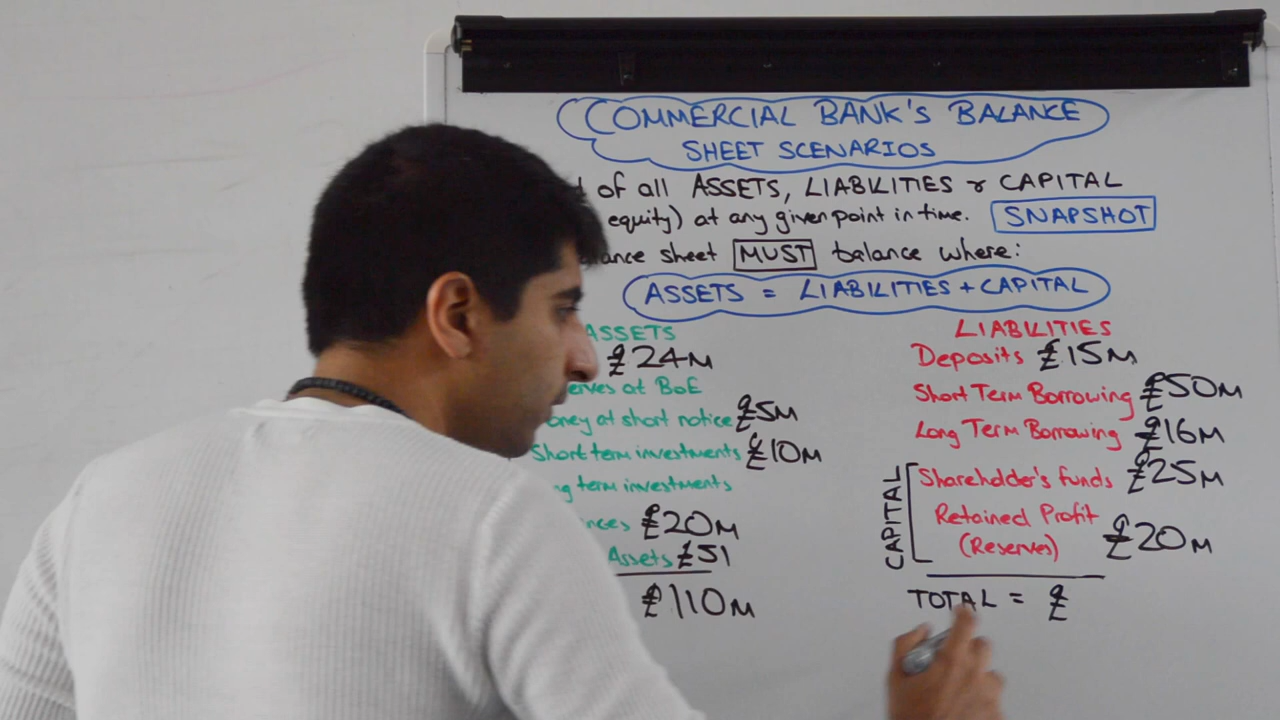 COMMERCIAL BANK'S BALANCE
SHEET SCENARIOS
of all ASSETS, LIABILITIES & CAPITAL
equity) at any given point in time. SNAPSHOT
sheet MUST balance where:
ASSETS = LIABILITIES + CAPITAL
ASSETS
£24M
at BoE
at short notice £5M
Short term investments £10M
term investments
£20M
Assets £51
£110M
LIABILITIES
Deposits £15M
Short Term Borrowing £50M
Long Term Borrowing £16M
CAPITAL
Shareholder's funds £25M
Retained Profit
(Reserves) £20M
TOTAL = £